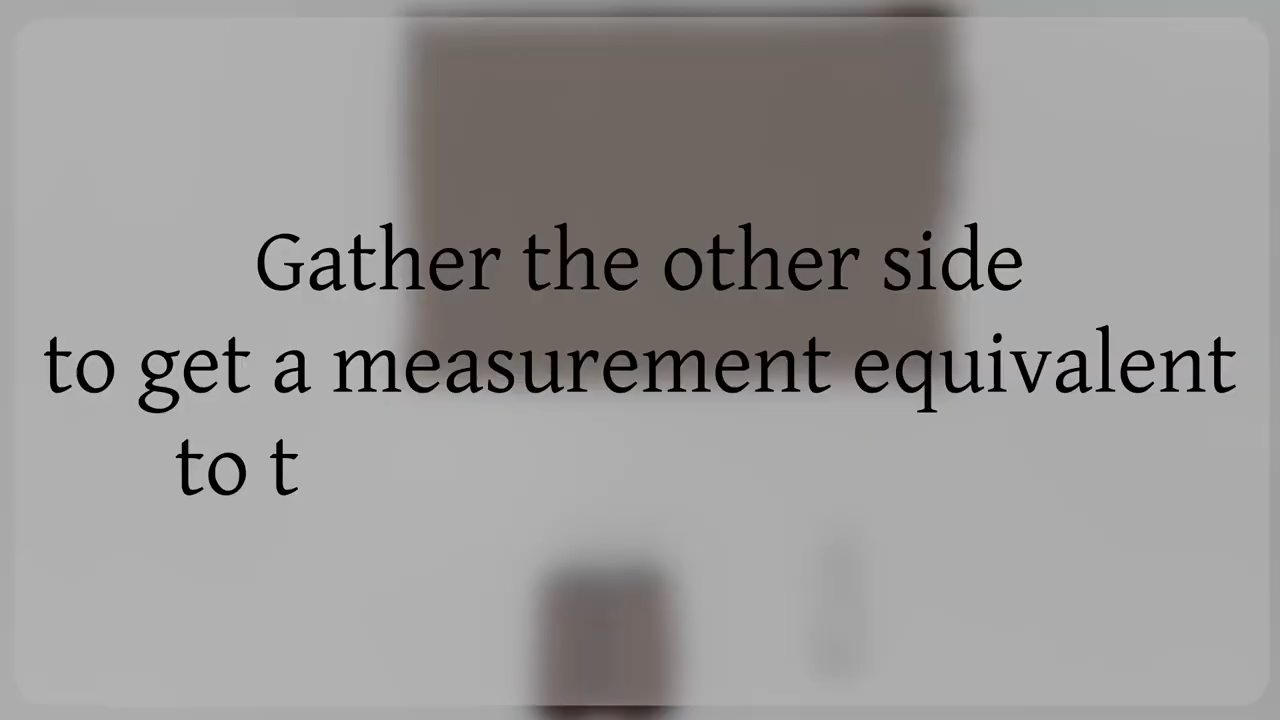 Gather the other side
to get a measurement equivalent
to t